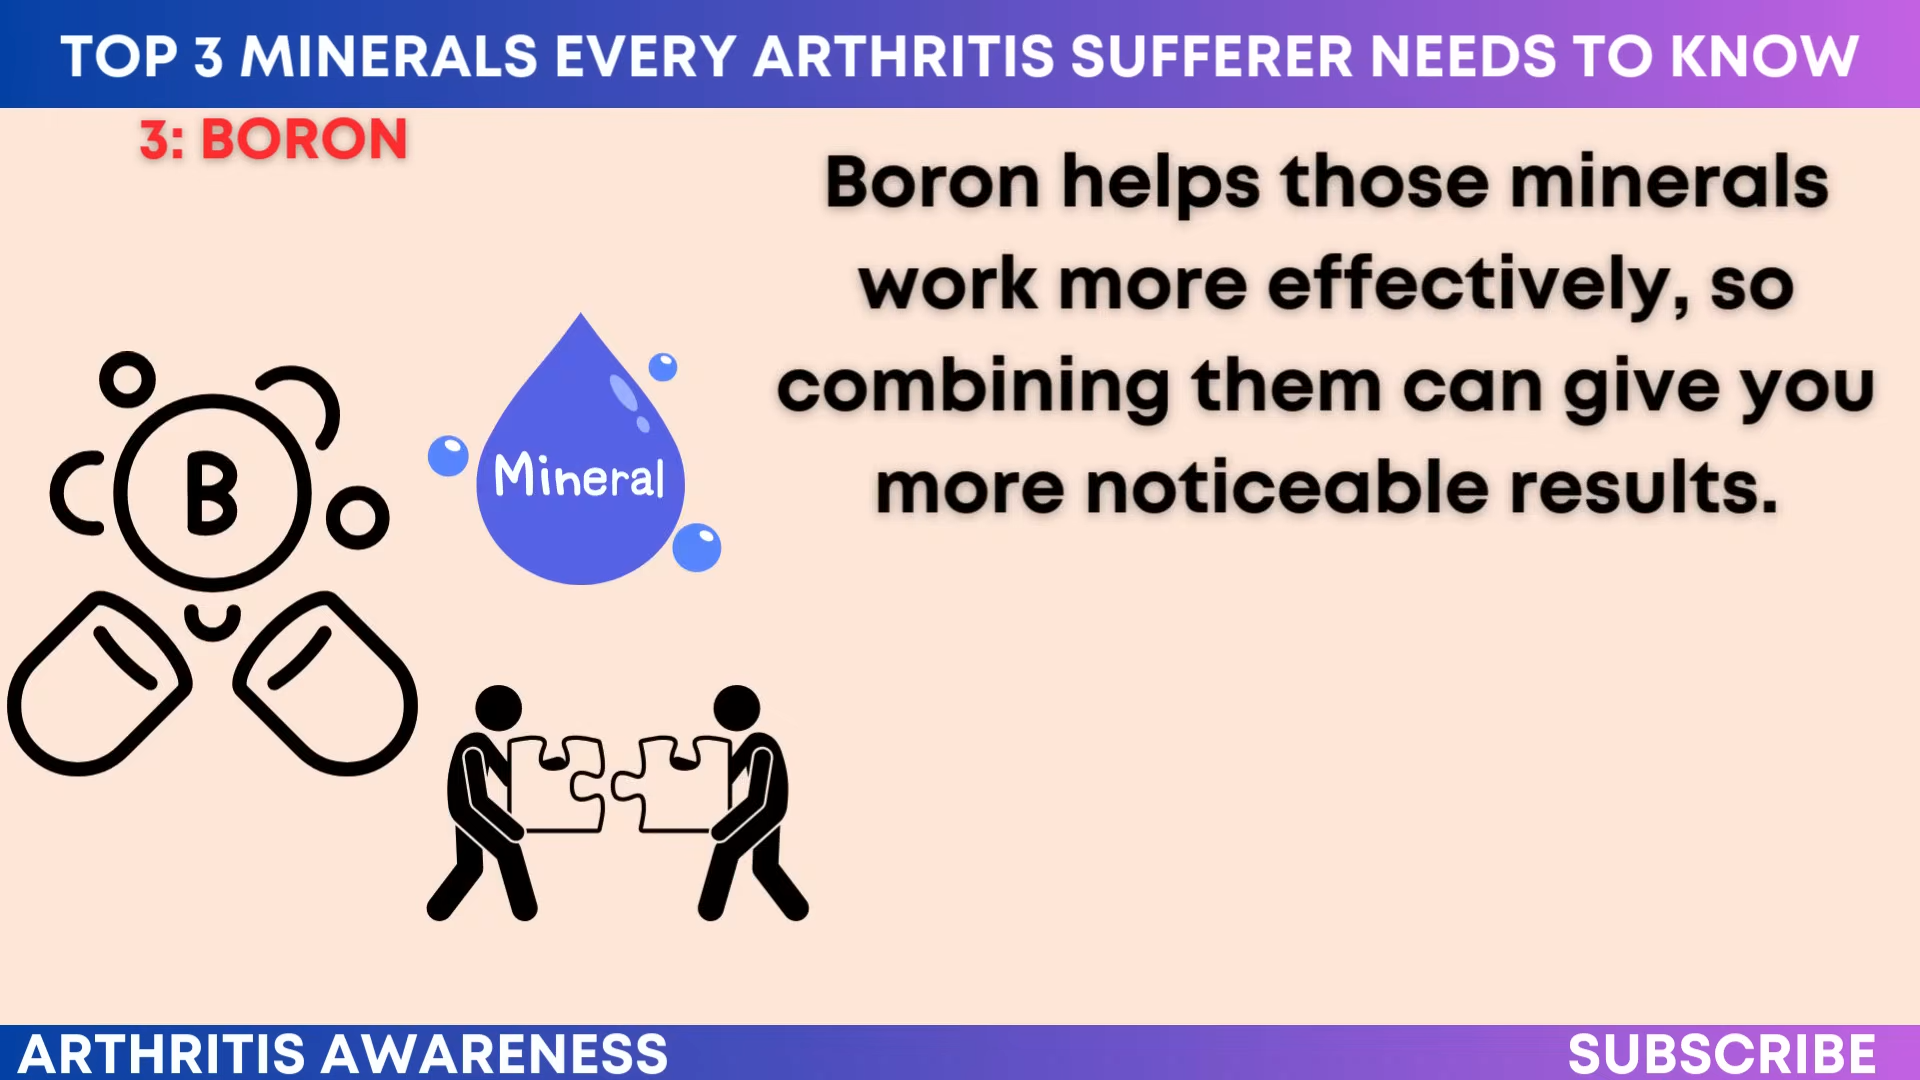 TOP 3 MINERALS EVERY ARTHRITIS SUFFERER NEEDS TO KNOW
3: BORON
Boron helps those minerals
work more effectively, so
combining them can give you
more noticeable results.
B
Mineral
ARTHRITIS AWARENESS
SUBSCRIBE